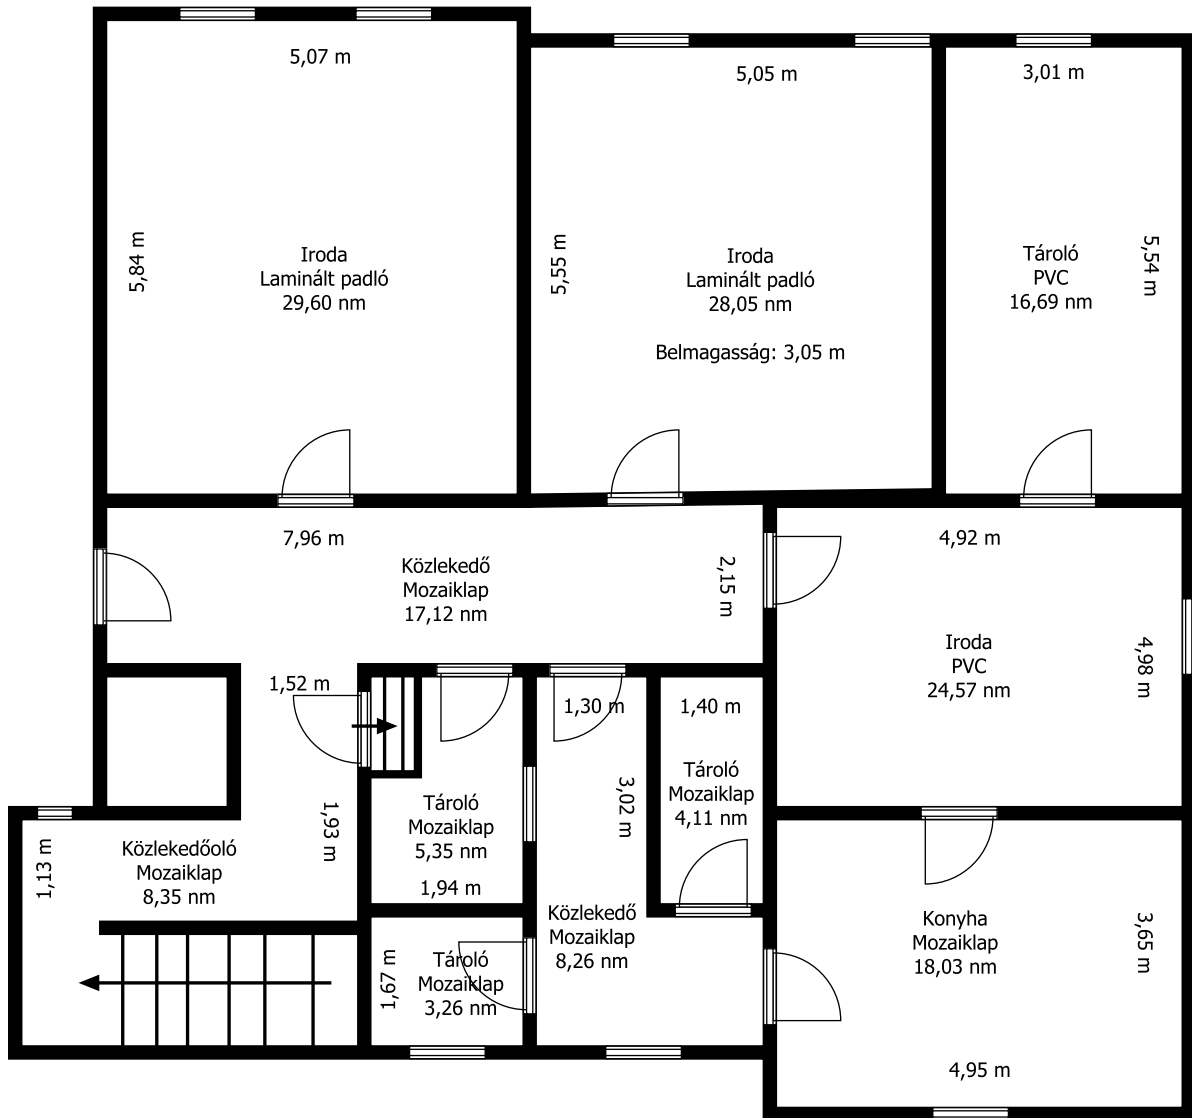 5,07 m
5,84 m
Iroda
Laminált padló
29,60 nm
5,05 m
5,55 m
Iroda
Laminált padló
28,05 nm
Belmagasság: 3,05 m
3,01 m
Tároló
PVC
16,69 nm
5,54 m
7,96 m
Közlekedő
Mozaiklap
17,12 nm
2,15 m
4,92 m
Iroda
PVC
24,57 nm
4,98 m
1,52 m
1,93 m
1,13 m
Közlekedőoló
Mozaiklap
8,35 nm
Tároló
Mozaiklap
5,35 nm
1,94 m
1,30 m
3,02 m
Közlekedő
Mozaiklap
8,26 nm
1,40 m
Tároló
Mozaiklap
4,11 nm
1,67 m
Tároló
Mozaiklap
3,26 nm
Konyha
Mozaiklap
18,03 nm
3,65 m
4,95 m